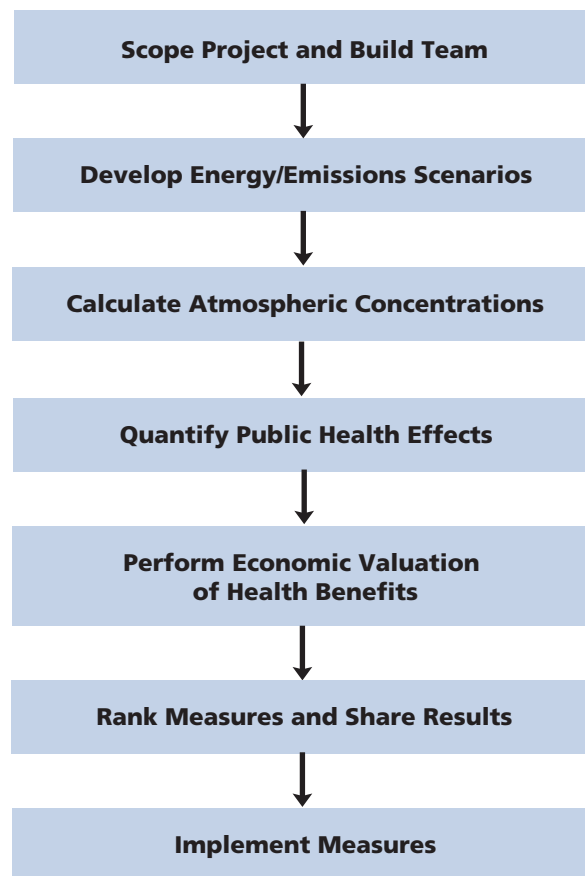 Scope Project and Build Team
Develop Energy/Emissions Scenarios
Calculate Atmospheric Concentrations
Quantify Public Health Effects
Perform Economic Valuation
of Health Benefits
Rank Measures and Share Results
Implement Measures